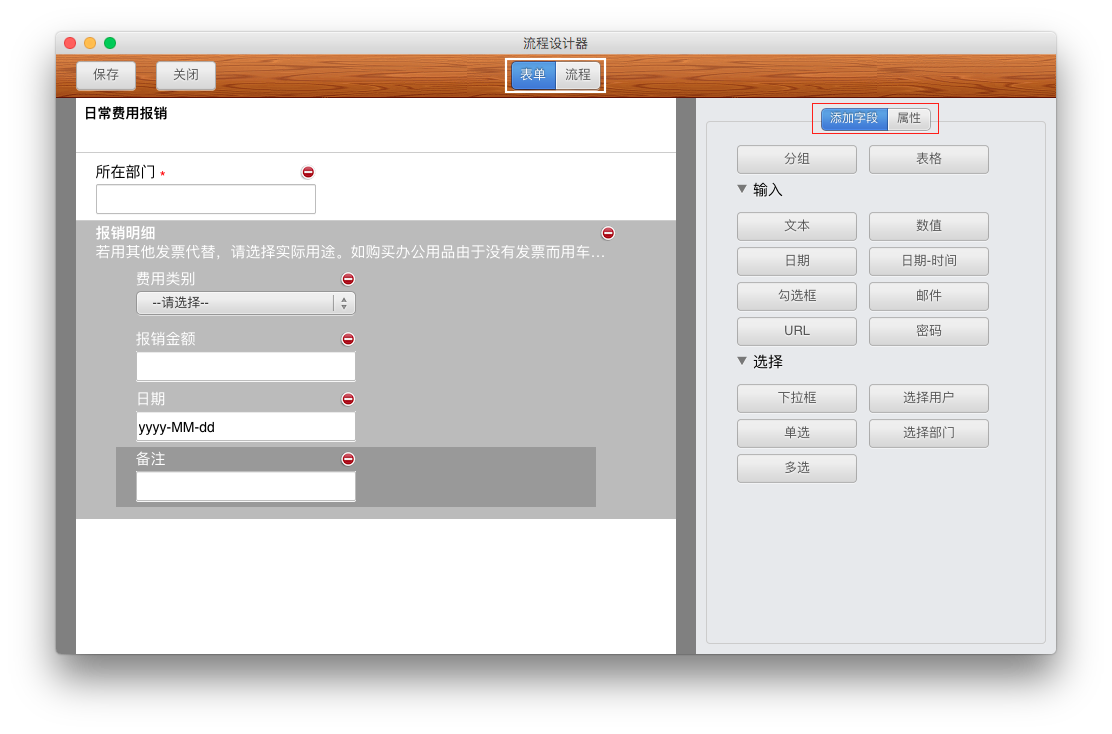 流程设计器
保存 关闭 表单 流程
日常费用报销
所在部门 *
报销明细
若用其他发票代替，请选择实际用途。如购买办公用品由于没有发票而用车…
费用类别
--请选择--
报销金额
日期
yyyy-MM-dd
备注
添加字段 属性
分组 表格
输入
文本 数值
日期 日期-时间
勾选框 邮件
URL 密码
选择
下拉框 选择用户
单选 选择部门
多选